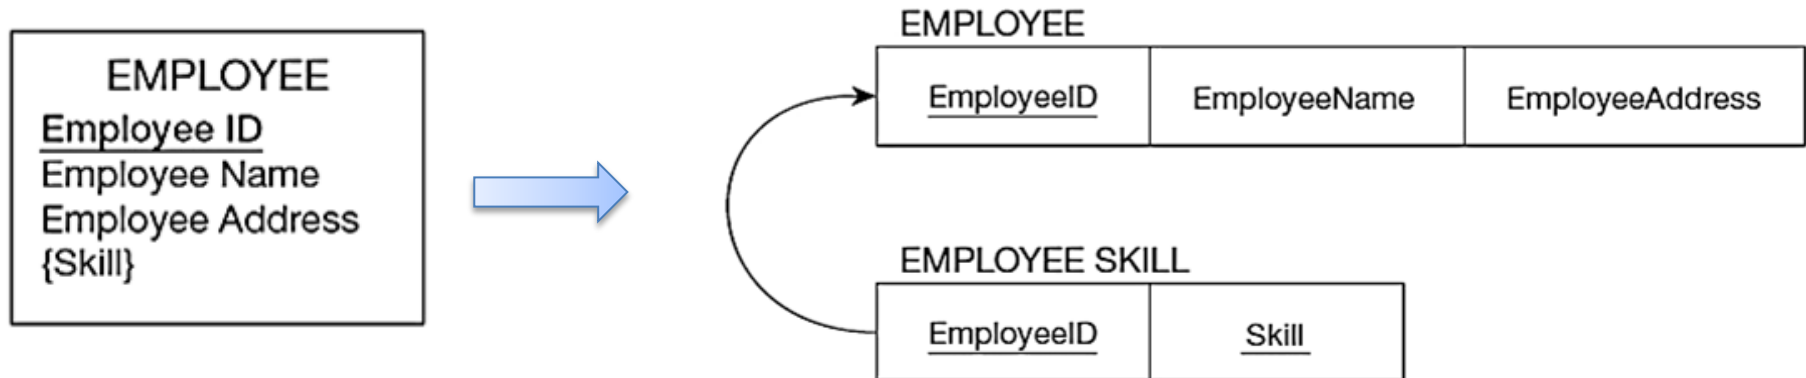 EMPLOYEE
Employee ID
Employee Name
Employee Address
{Skill}
EMPLOYEE
EmployeeID EmployeeName EmployeeAddress
EMPLOYEE SKILL
EmployeeID Skill